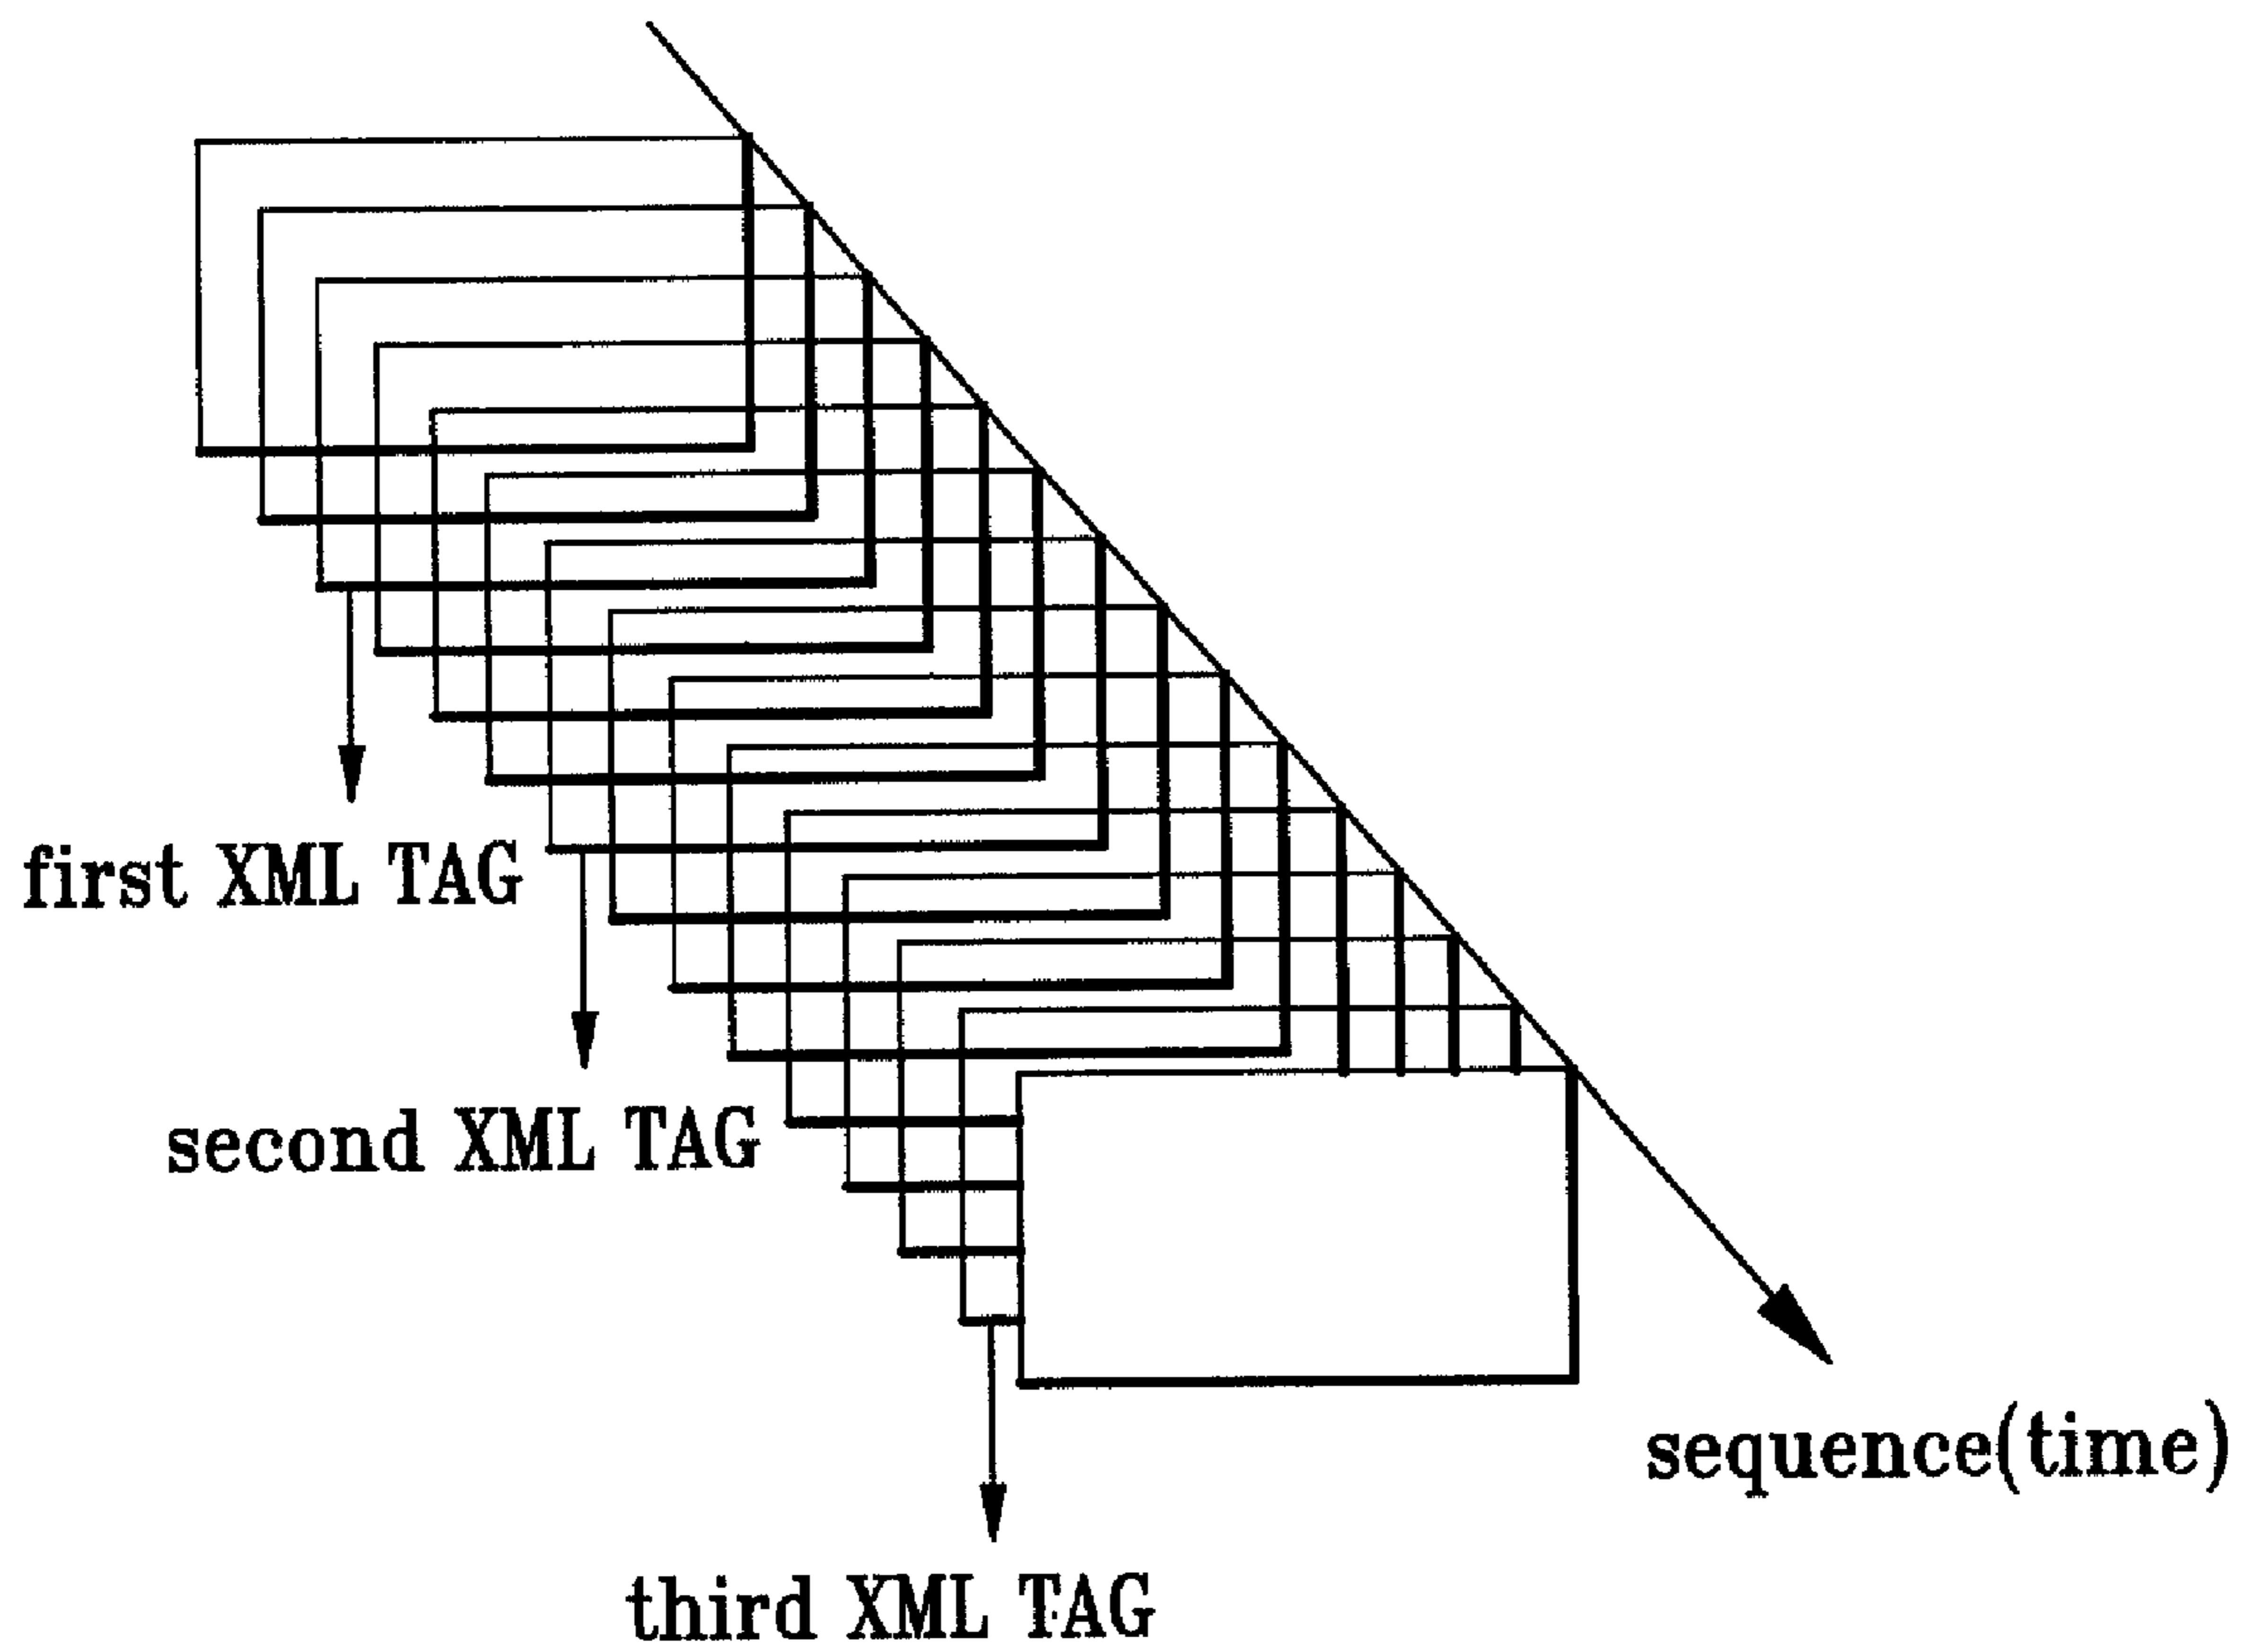 first XML TAG
second XML TAG
sequence(time)
third XML TAG